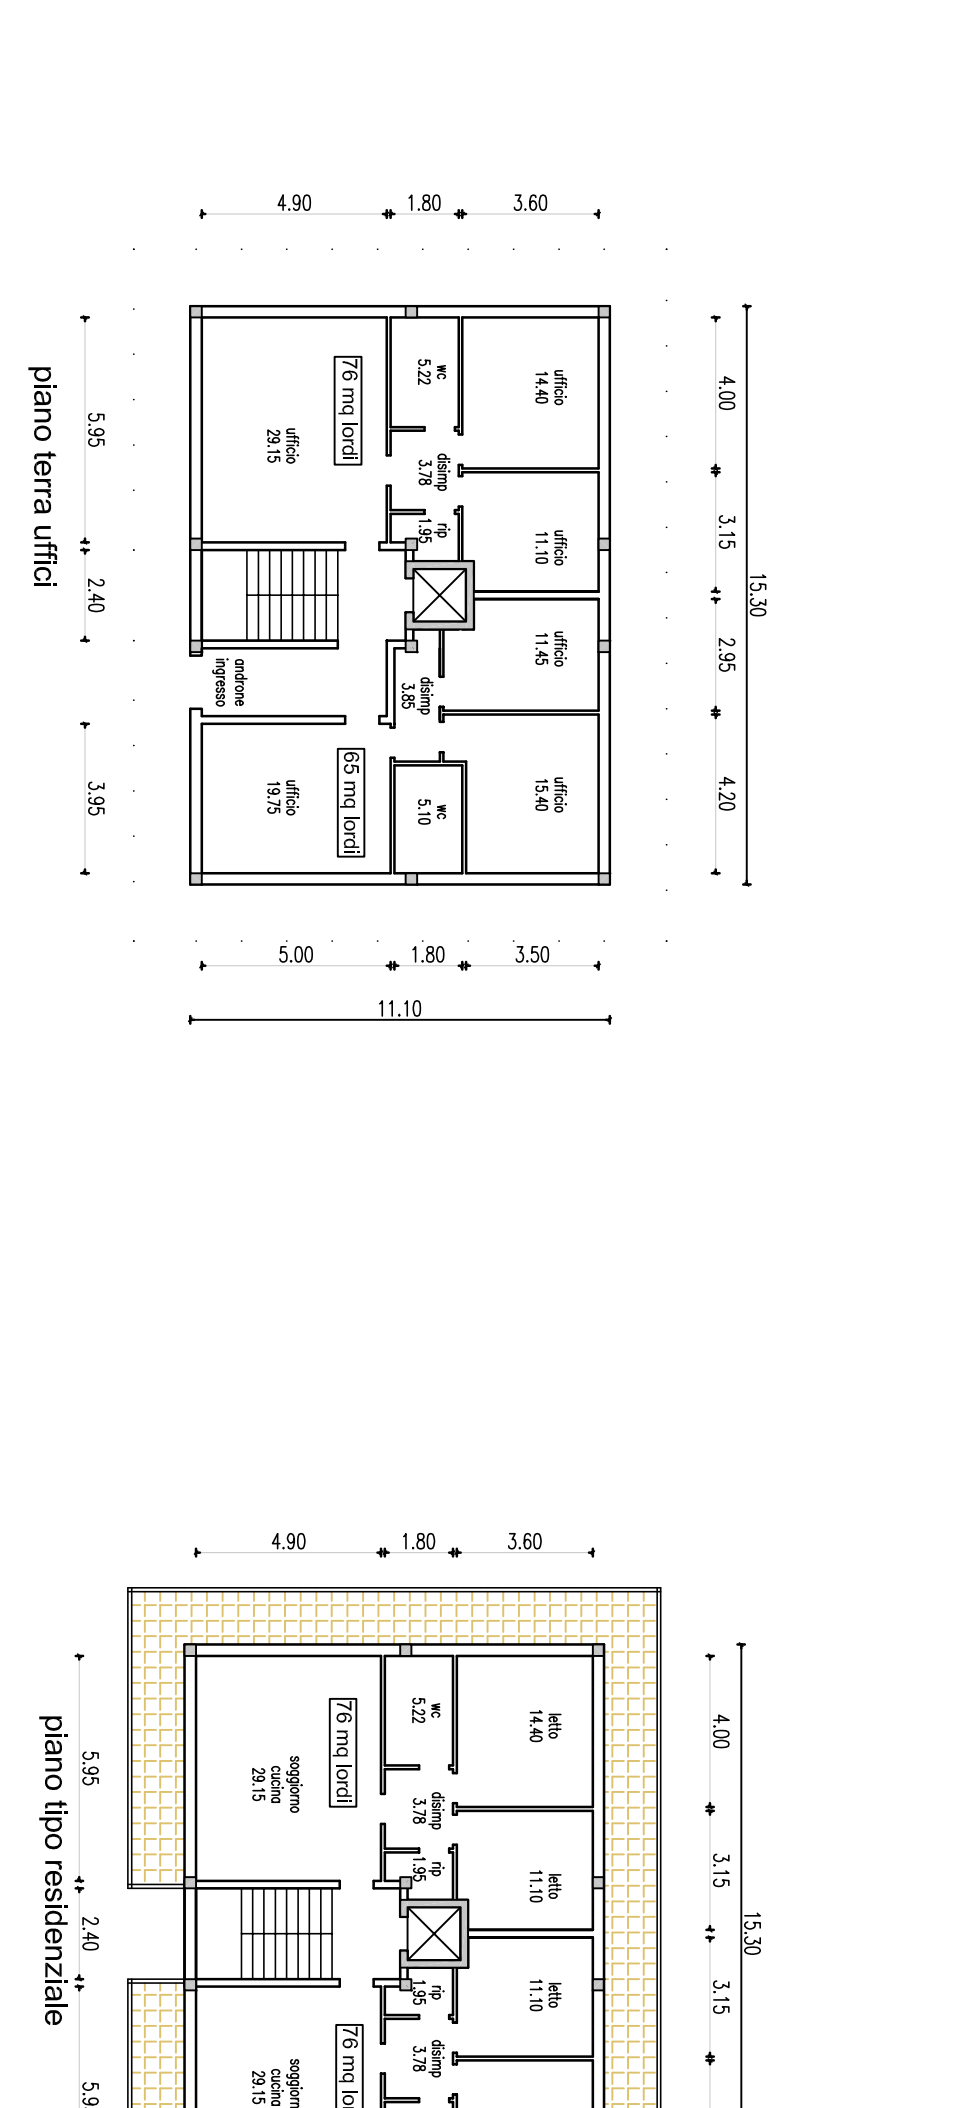 4.90
1.80
3.60
4.00
3.15
2.95
4.20
15.30
5.95
2.40
3.95
piano terra uffici
ufficio
14.40
wc
5.22
76 mq lordi
ufficio
29.15
disimp
3.78
rip
1.95
ufficio
11.10
ufficio
11.45
androne
ingresso
disimp
3.85
65 mq lordi
ufficio
19.75
wc
5.10
ufficio
15.40
5.00
1.80
3.50
11.10
4.90
1.80
3.60
4.00
3.15
3.15
15.30
5.95
2.40
piano tipo residenziale
letto
14.40
wc
5.22
76 mq lordi
soggiorno
cucina
29.15
disimp
3.78
rip
1.95
letto
11.10
letto
11.10
rip
1.95
disimp
3.78
76 mq
cucina
29.15